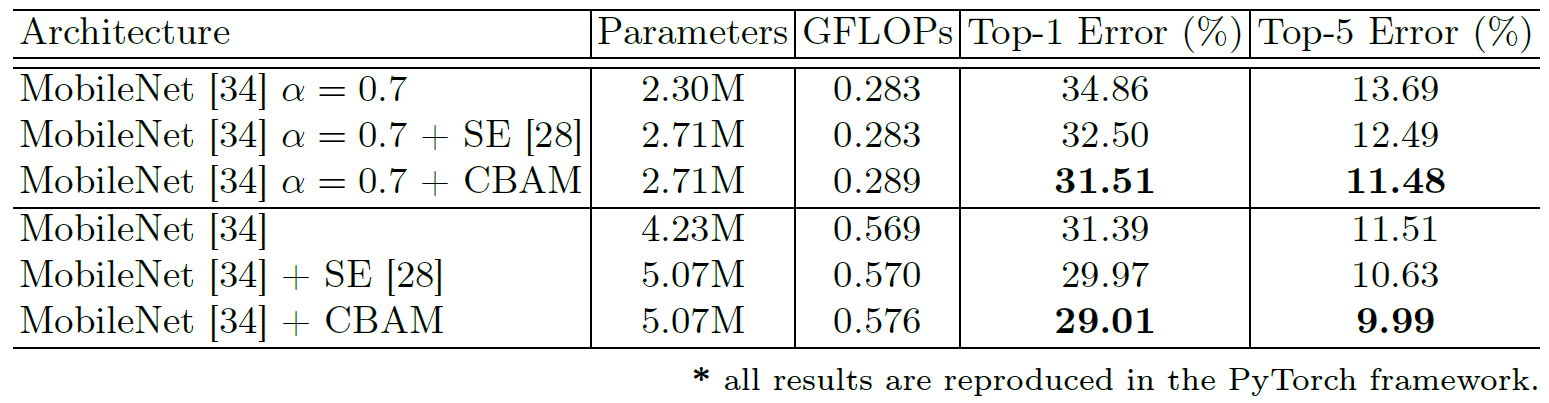 Architecture Parameters GFLOPs Top-1 Error (%) Top-5 Error (%)
MobileNet [34] α = 0.7 2.30M 0.283 34.86 13.69
MobileNet [34] α = 0.7 + SE [28] 2.71M 0.283 32.50 12.49
MobileNet [34] α = 0.7 + CBAM 2.71M 0.289 31.51 11.48
MobileNet [34] 4.23M 0.569 31.39 11.51
MobileNet [34] + SE [28] 5.07M 0.570 29.97 10.63
MobileNet [34] + CBAM 5.07M 0.576 29.01 9.99
* all results are reproduced in the PyTorch framework.